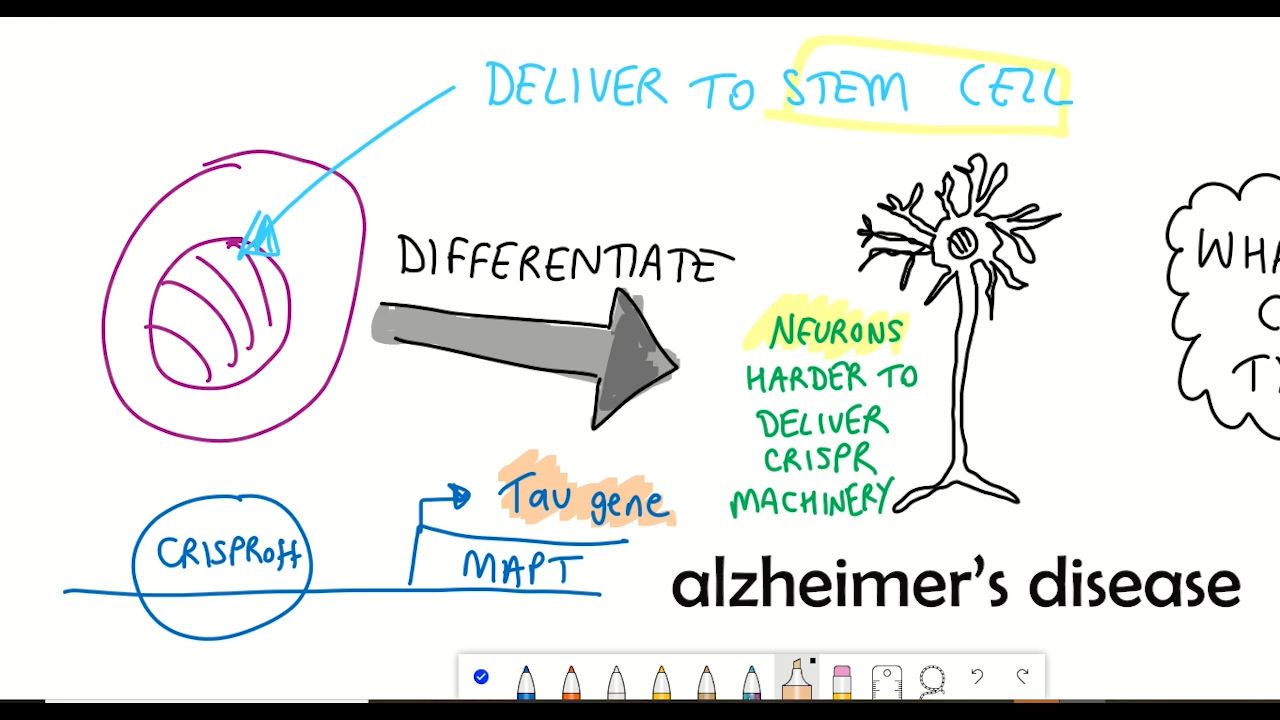 DELIVER TO STEM CELL
DIFFERENTIATE
NEURONS
HARDER TO
DELIVER
CRISPR
MACHINERY
Tau gene
CRISPROff
MAPT
alzheimer's disease